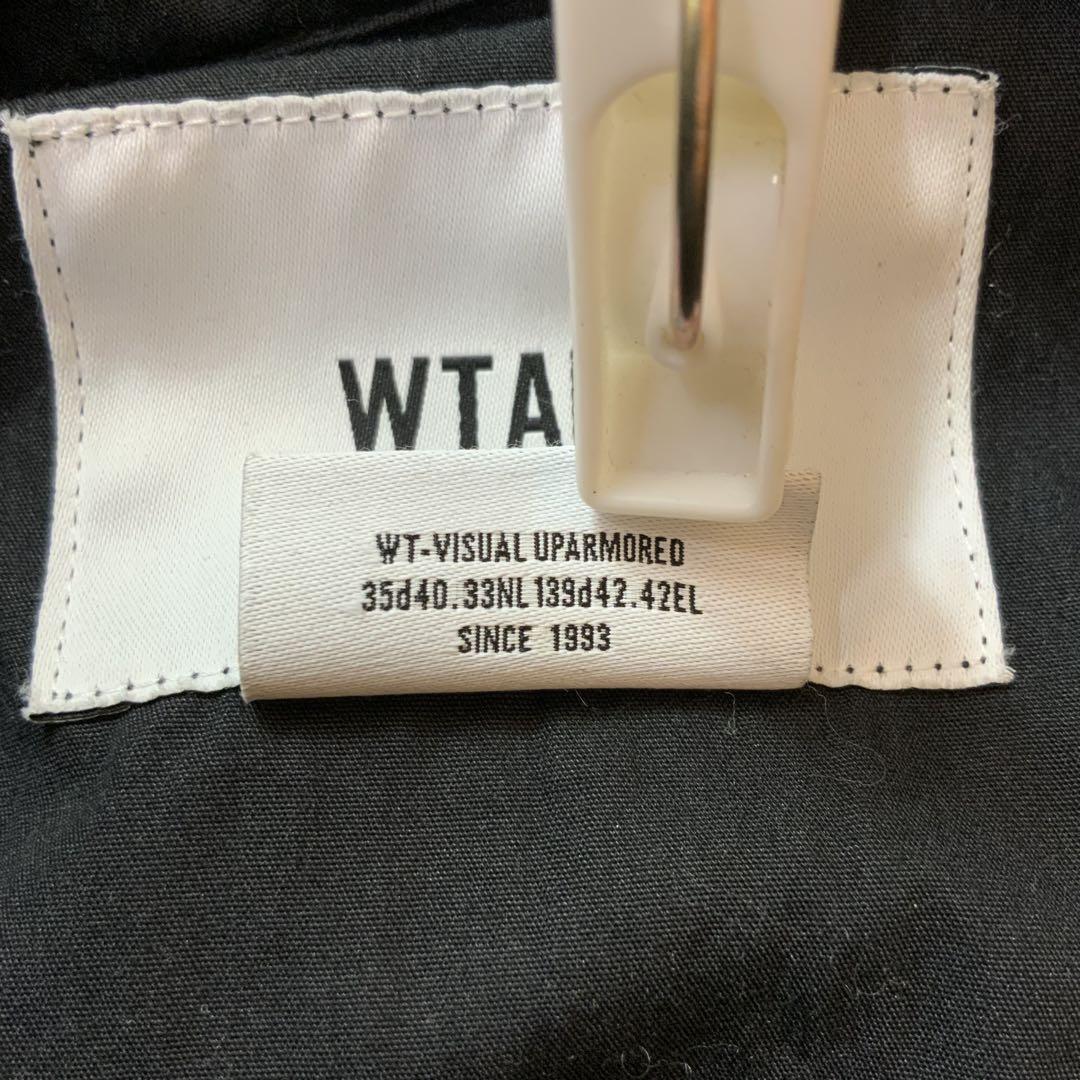 WTA
WT-VISUAL UPARMORED
35d40.33NL139d42.42EL
SINCE 1993